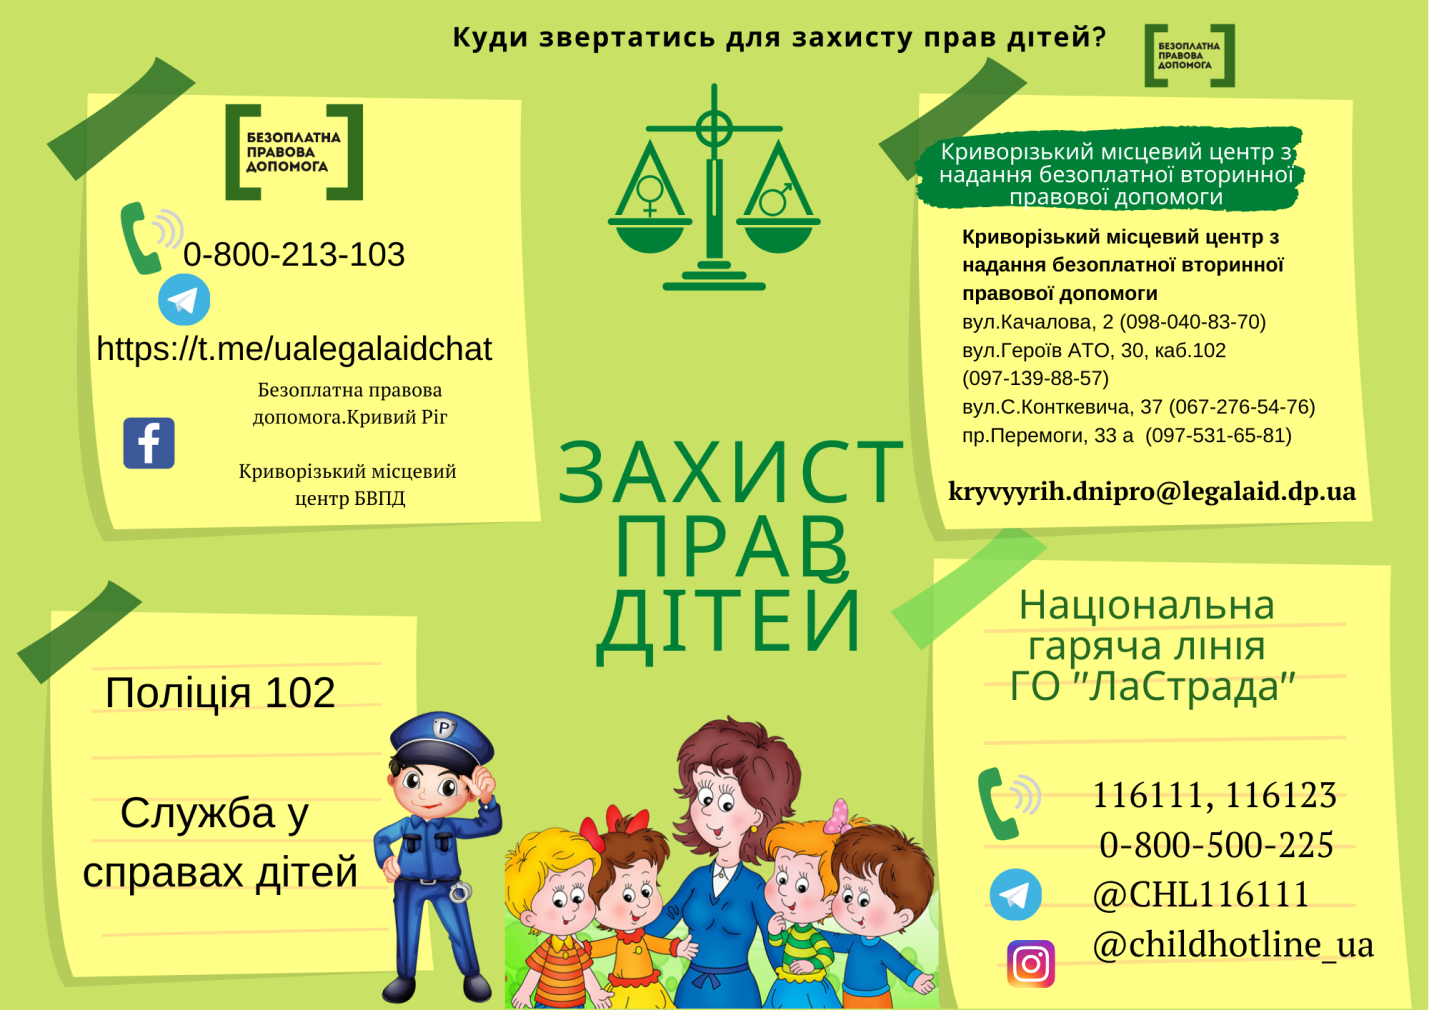 Куди звертатись для захисту прав дітей?
БЕЗОПЛАТНА
ПРАВОВА
ДОПОМОГА
БЕЗОПЛАТНА
ПРАВОВА
ДОПОМОГА
0-800-213-103
https://t.me/ualegalaidchat
Безоплатна правова
допомога.Кривий Ріг
Криворізький місцевий
центр БВПД
Криворізький місцевий центр з
надання безоплатної вторинної
правової допомоги
Криворізький місцевий центр з
надання безоплатної вторинної
правової допомоги
вул.Качалова, 2 (098-040-83-70)
вул.Героїв АТО, 30, каб.102
(097-139-88-57)
вул.С.Конткевича, 37 (067-276-54-76)
пр.Перемоги, 33 а  (097-531-65-81)
kryvyyrih.dnipro@legalaid.dp.ua
ЗАХИСТ
ПРАВ
ДІТЕЙ
Поліція 102
Служба у
справах дітей
P
Національна
гаряча лінія
ГО "ЛаСтрада"
116111, 116123
0-800-500-225
@CHL116111
@childhotline_ua